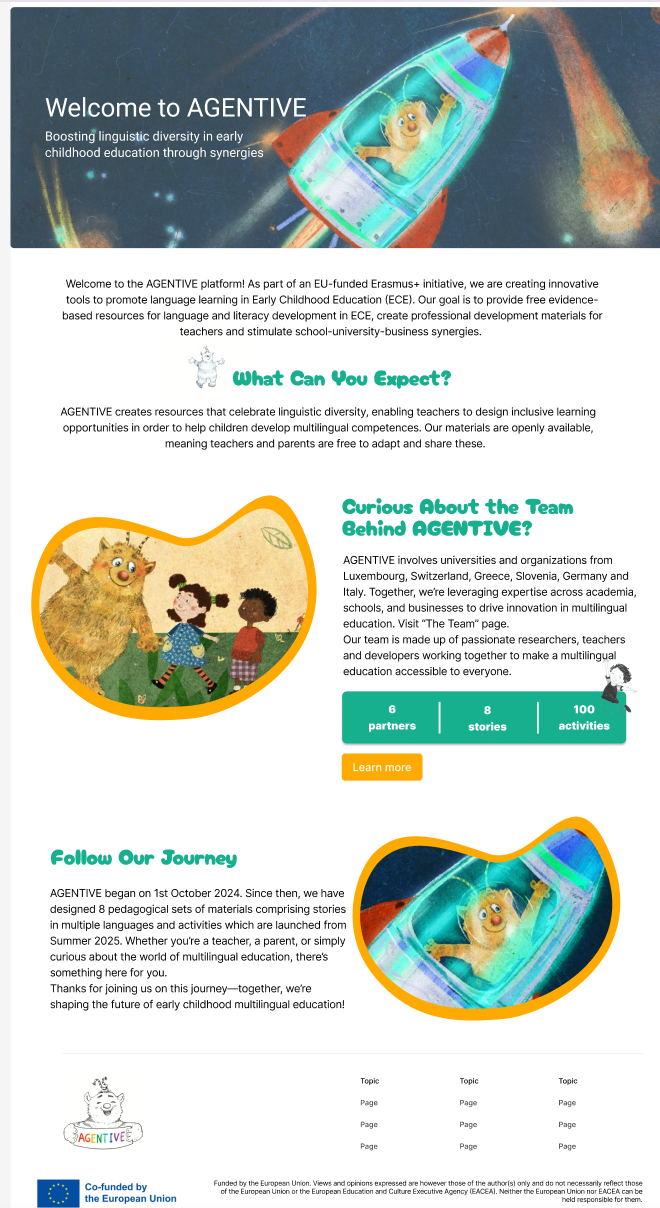 Welcome to AGENTIVE
Boosting linguistic diversity in early
childhood education through synergies
Welcome to the AGENTIVE platform! As part of an EU-funded Erasmus+ initiative, we are creating innovative
tools to promote language learning in Early Childhood Education (ECE). Our goal is to provide free evidence-
based resources for language and literacy development in ECE, create professional development materials for
teachers and stimulate school-university-business synergies.
What Can You Expect?
AGENTIVE creates resources that celebrate linguistic diversity, enabling teachers to design inclusive learning
opportunities in order to help children develop multilingual competences. Our materials are openly available,
meaning teachers and parents are free to adapt and share these.
Curious About the Team
Behind AGENTIVE?
AGENTIVE involves universities and organizations from
Luxembourg, Switzerland, Greece, Slovenia, Germany and
Italy. Together, we're leveraging expertise across academia,
schools, and businesses to drive innovation in multilingual
education. Visit "The Team" page.
Our team is made up of passionate researchers, teachers
and developers working together to make a multilingual
education accessible to everyone.
6 partners
8 stories
100 activities
Learn more
Follow Our Journey
AGENTIVE began on 1st October 2024. Since then, we have
designed 8 pedagogical sets of materials comprising stories
in multiple languages and activities which are launched from
Summer 2025. Whether you're a teacher, a parent, or simply
curious about the world of multilingual education, there's
something here for you.
Thanks for joining us on this journey—together, we're
shaping the future of early childhood multilingual education!
AGENTIVE
Topic
Page
Page
Page
Topic
Page
Page
Page
Topic
Page
Page
Page
Co-funded by
the European Union
Funded by the European Union. Views and opinions expressed are however those of the author(s) only and do not necessarily reflect those
of the European Union or the European Education and Culture Executive Agency (EACEA). Neither the European Union nor EACEA can be
held responsible for them.